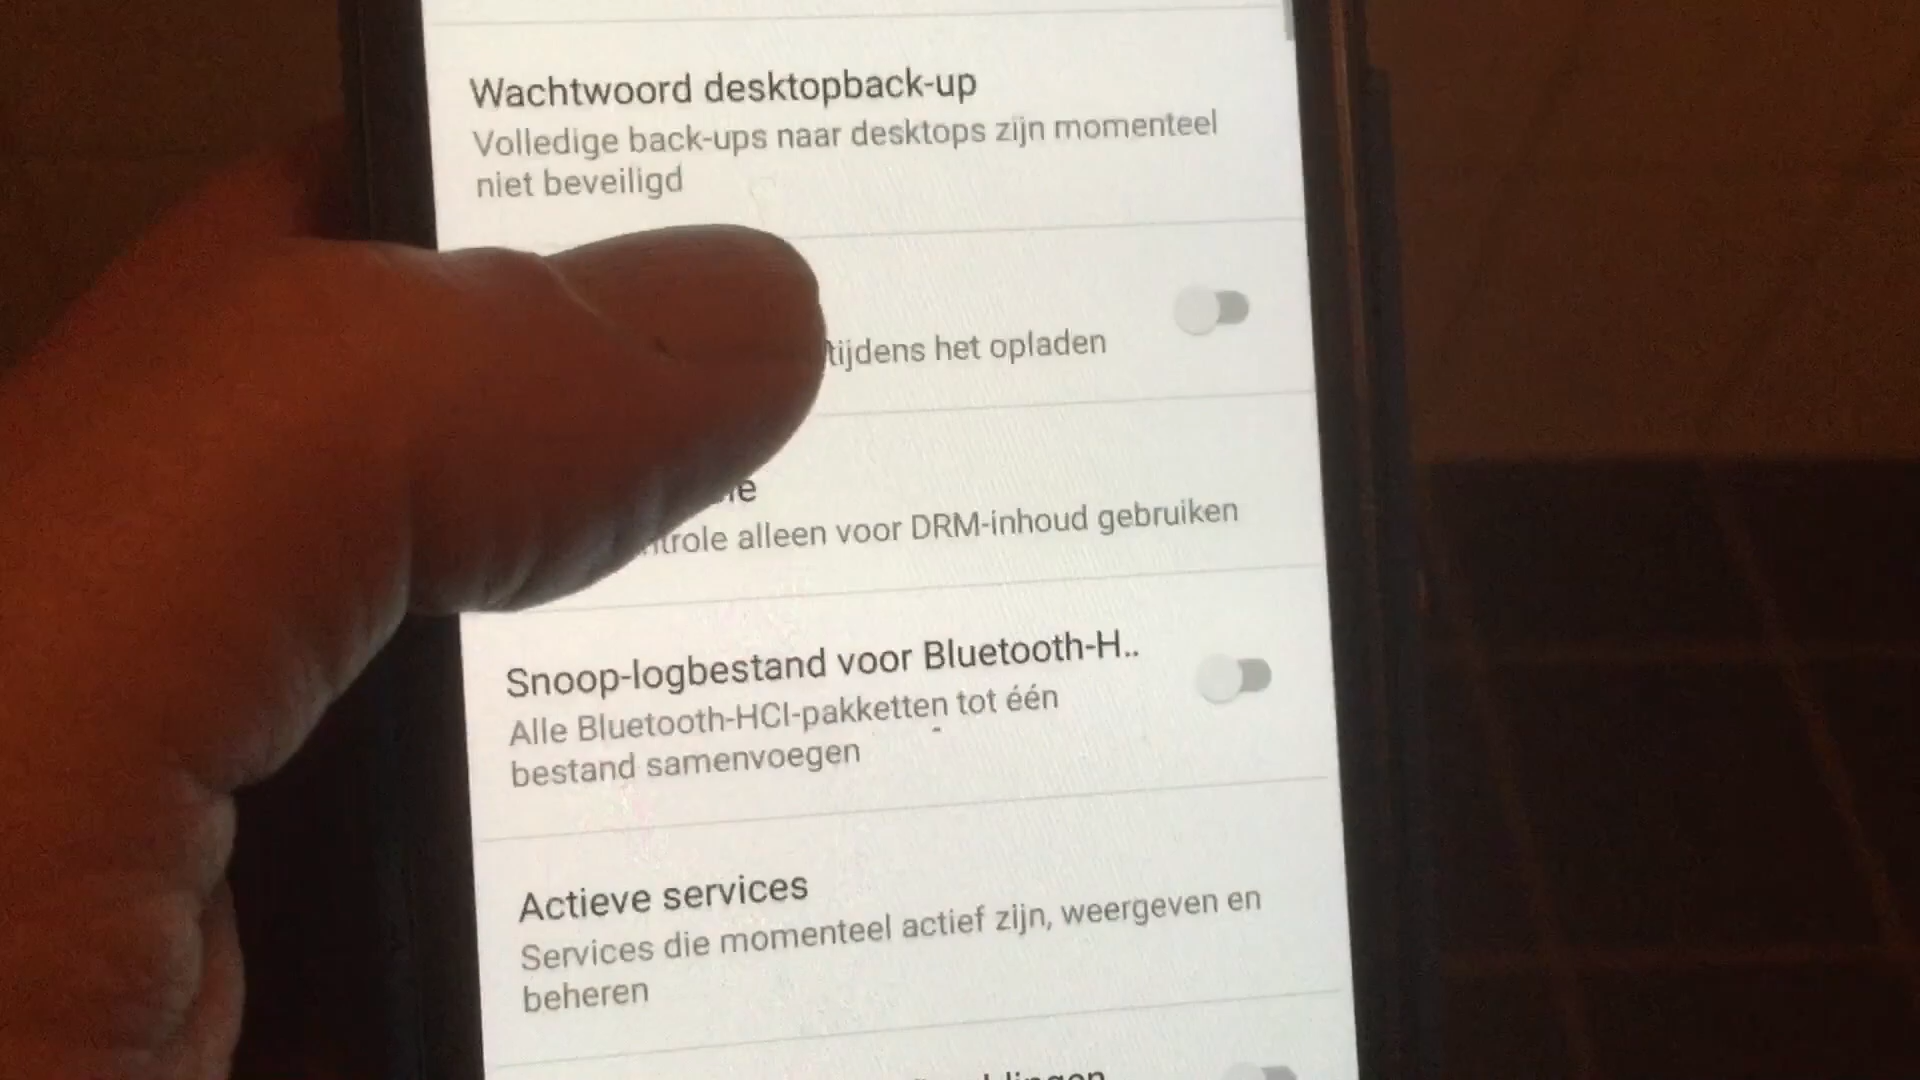 Wachtwoord desktopback-up
Volledige back-ups naar desktops zijn momenteel
niet beveiligd
tijdens het opladen
alleen voor DRM-inhoud gebruiken
Snoop-logbestand voor Bluetooth-H..
Alle Bluetooth-HCI-pakketten tot één
bestand samenvoegen
Actieve services
Services die momenteel actief zijn, weergeven en
beheren